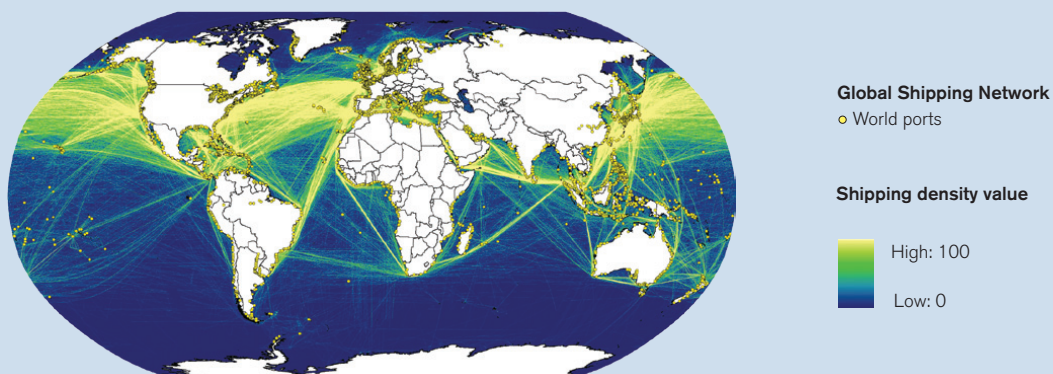 Global Shipping Network
World ports
Shipping density value
High: 100
Low: 0